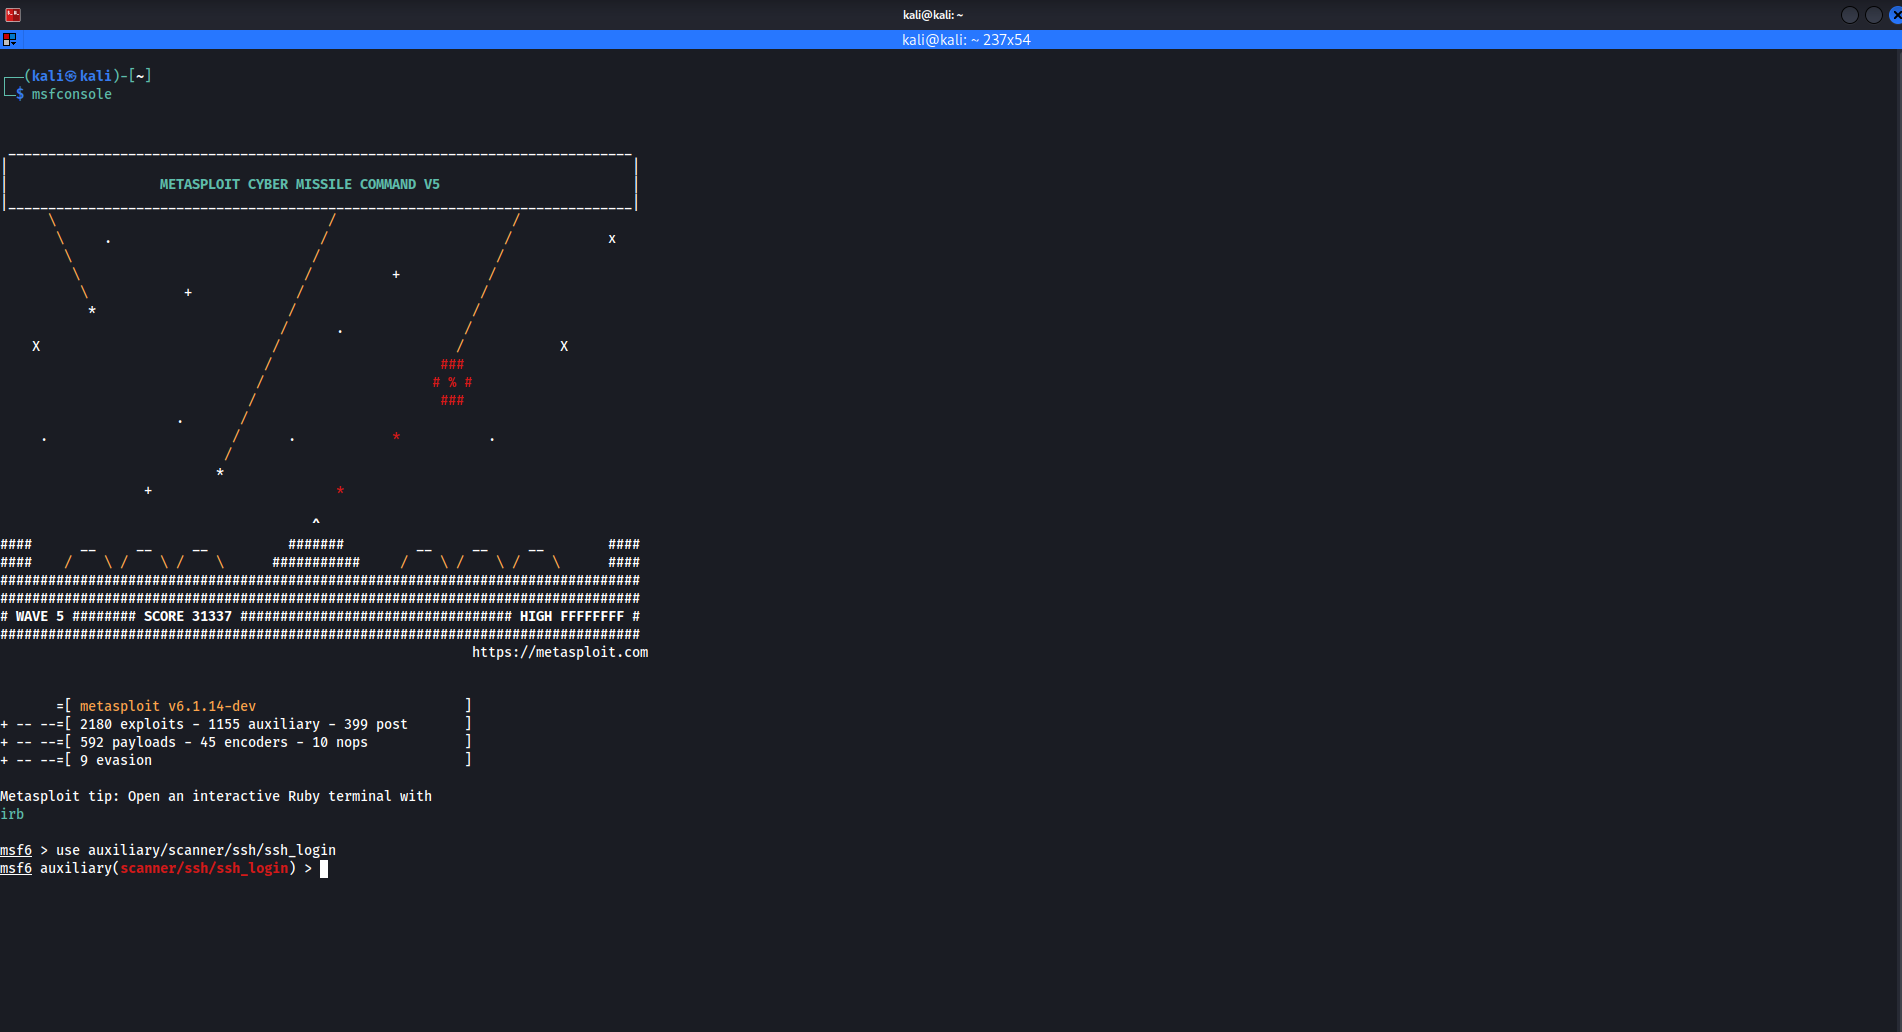 kali@kali: ~
kali@kali: ~ 237x54
┌──(kali㉿kali)-[~]
└─$ msfconsole
METASPLOIT CYBER MISSILE COMMAND V5
\ / /
\ . / / x
\ / /
\ / + /
\ + / /
* / /
/ . /
X / / X
/ ###
/ # % #
/ ###
. /
. / . * .
/
*
+ *
^
#### __ __ __ ####### __ __ __ ####
#### / \ / \ / \ ########### / \ / \ / \ ####
################################################################################
################################################################################
# WAVE 5 ######## SCORE 31337 ################################## HIGH FFFFFFFF #
################################################################################
https://metasploit.com
=[ metasploit v6.1.14-dev ]
+ -- --=[ 2180 exploits - 1155 auxiliary - 399 post ]
+ -- --=[ 592 payloads - 45 encoders - 10 nops ]
+ -- --=[ 9 evasion ]
Metasploit tip: Open an interactive Ruby terminal with
irb
msf6 > use auxiliary/scanner/ssh/ssh_login
msf6 auxiliary(scanner/ssh/ssh_login) >